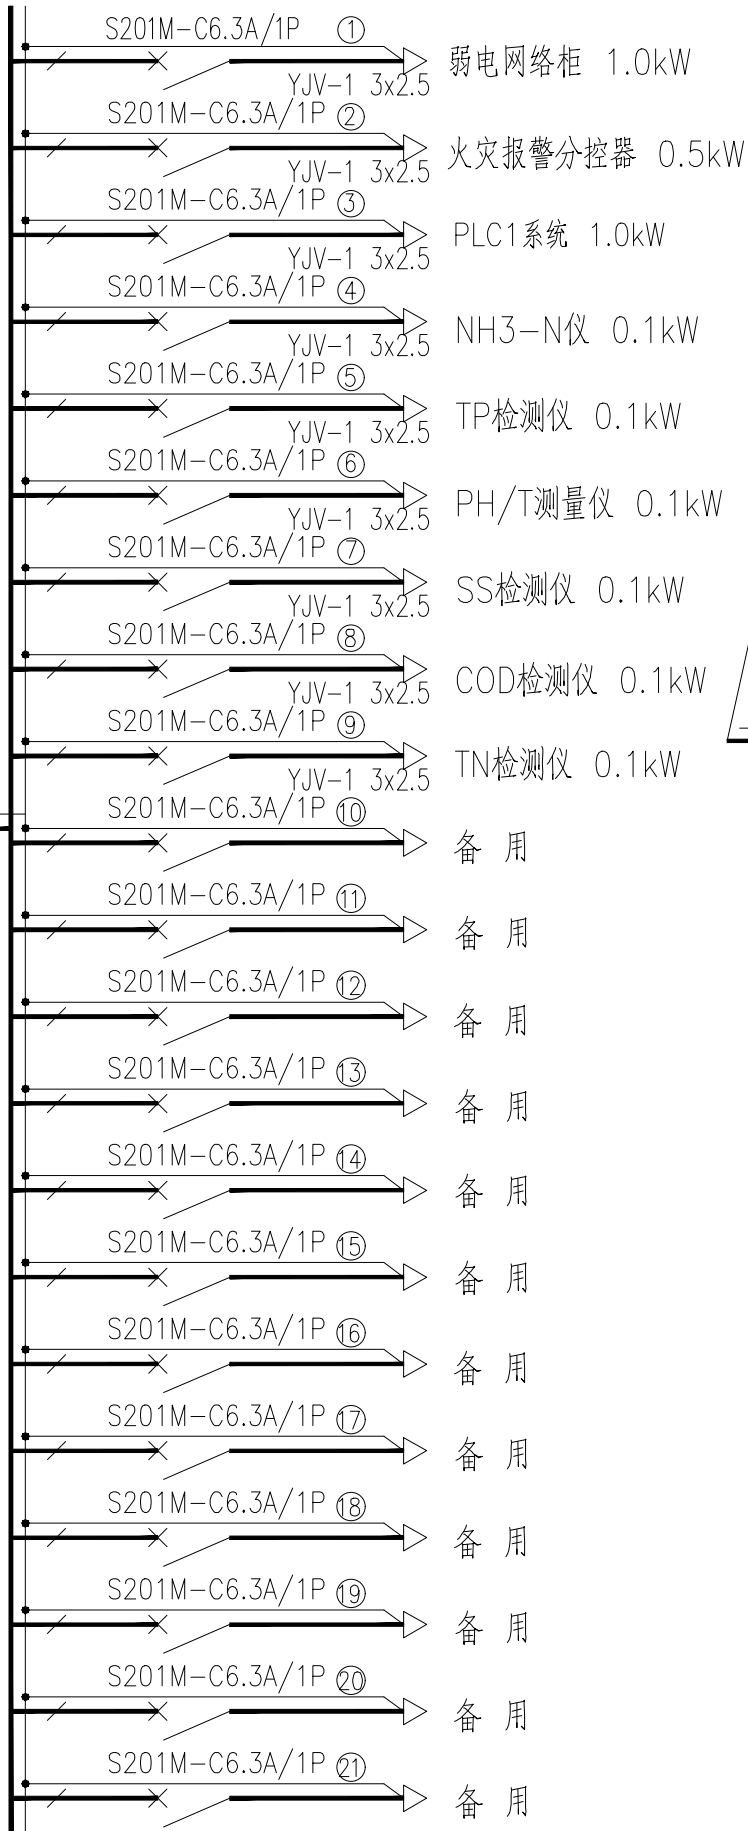 S201M-C6.3A/1P ①
弱电网络柜 1.0kW
YJV-1 3x2.5
S201M-C6.3A/1P ②
火灾报警分控器 0.5kW
YJV-1 3x2.5
S201M-C6.3A/1P ③
PLC1系统 1.0kW
YJV-1 3x2.5
S201M-C6.3A/1P ④
NH3-N仪 0.1kW
YJV-1 3x2.5
S201M-C6.3A/1P ⑤
TP检测仪 0.1kW
YJV-1 3x2.5
S201M-C6.3A/1P ⑥
PH/T测量仪 0.1kW
YJV-1 3x2.5
S201M-C6.3A/1P ⑦
SS检测仪 0.1kW
YJV-1 3x2.5
S201M-C6.3A/1P ⑧
COD检测仪 0.1kW
YJV-1 3x2.5
S201M-C6.3A/1P ⑨
TN检测仪 0.1kW
YJV-1 3x2.5
S201M-C6.3A/1P ⑩
备 用
S201M-C6.3A/1P ⑪
备 用
S201M-C6.3A/1P ⑫
备 用
S201M-C6.3A/1P ⑬
备 用
S201M-C6.3A/1P ⑭
备 用
S201M-C6.3A/1P ⑮
备 用
S201M-C6.3A/1P ⑯
备 用
S201M-C6.3A/1P ⑰
备 用
S201M-C6.3A/1P ⑱
备 用
S201M-C6.3A/1P ⑲
备 用
S201M-C6.3A/1P ⑳
备 用
S201M-C6.3A/1P ㉑
备 用